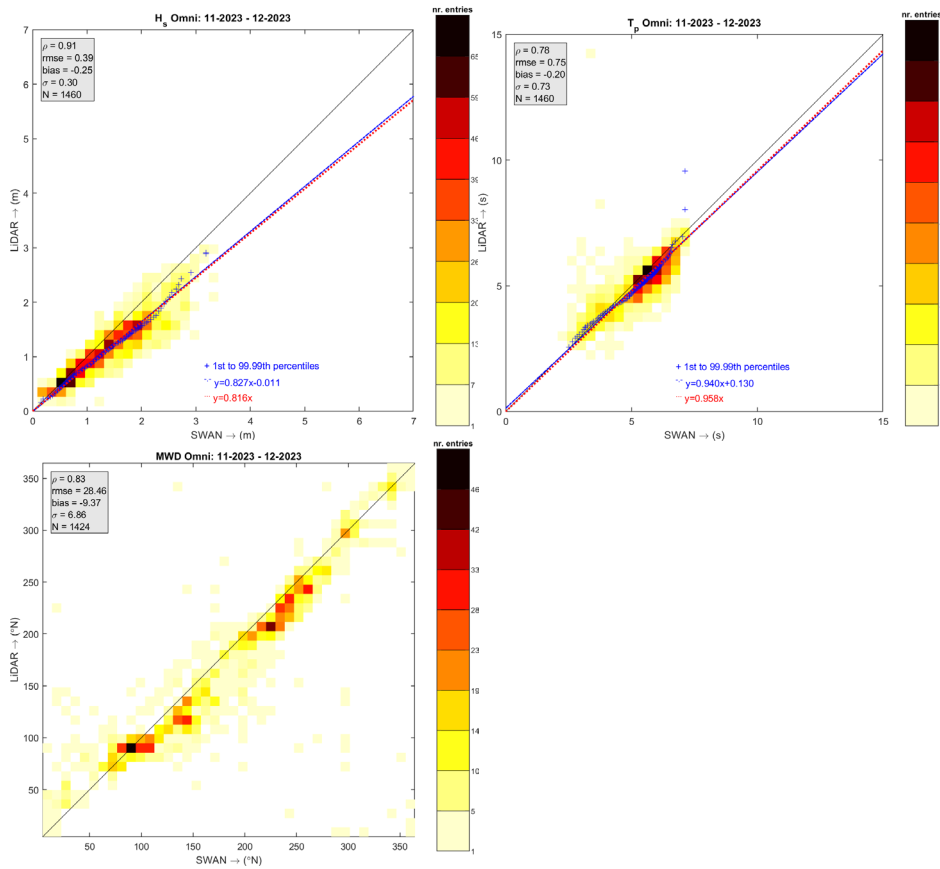 H_s Omni: 11-2023 - 12-2023
ρ = 0.91
rmse = 0.39
bias = -0.25
σ = 0.30
N = 1460
7
6
5
4
3
2
1
0
LiDAR → (m)
+ 1st to 99.99th percentiles
y=0.827x-0.011
y=0.816x
0 1 2 3 4 5 6 7
SWAN → (m)
nr. entries
65
59
46
39
33
26
20
13
7
1
T_p Omni: 11-2023 - 12-2023
ρ = 0.78
rmse = 0.75
bias = -0.20
σ = 0.73
N = 1460
15
10
5
0
LiDAR → (s)
+ 1st to 99.99th percentiles
y=0.940x+0.130
y=0.958x
0 5 10 15
SWAN → (s)
nr. entries
MWD Omni: 11-2023 - 12-2023
ρ = 0.83
rmse = 28.46
bias = -9.37
σ = 6.86
N = 1424
350
300
250
200
150
100
50
LiDAR → (°N)
50 100 150 200 250 300 350
SWAN → (°N)
nr. entries
46
42
33
28
23
19
14
10
5
1